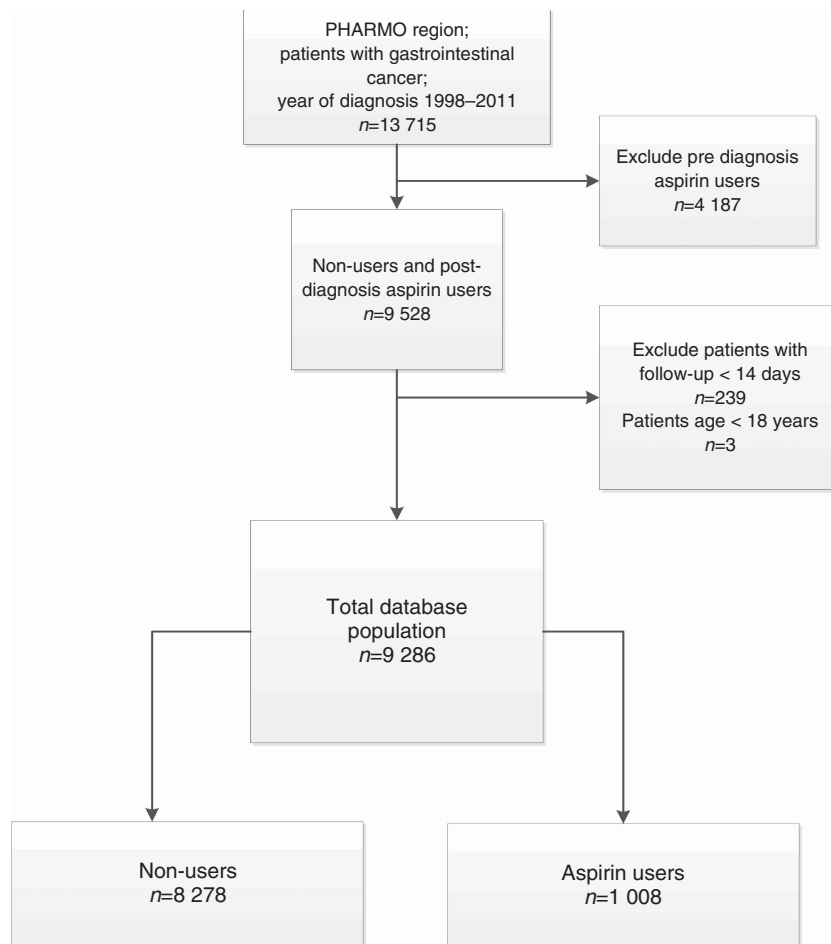 PHARMO region;
patients with gastrointestinal
cancer;
year of diagnosis 1998–2011
n=13 715
Exclude pre diagnosis
aspirin users
n=4 187
Non-users and post-
diagnosis aspirin users
n=9 528
Exclude patients with
follow-up < 14 days
n=239
Patients age < 18 years
n=3
Total database
population
n=9 286
Non-users
n=8 278
Aspirin users
n=1 008